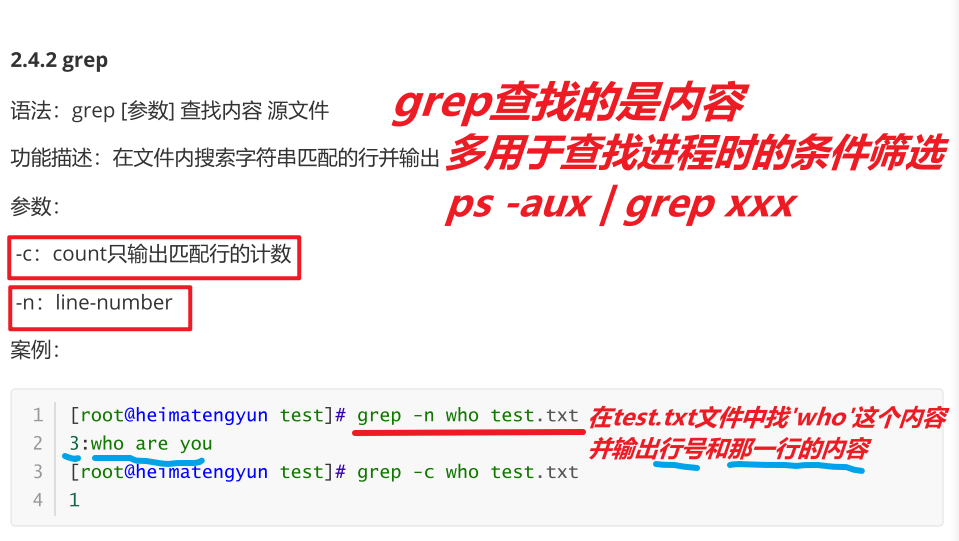 2.4.2 grep
语法：grep [参数] 查找内容 源文件
grep查找的是内容
功能描述：在文件内搜索字符串匹配的行并输出
多用于查找进程时的条件筛选
参数：
ps -aux | grep xxx
-c：count只输出匹配行的计数
-n：line-number
案例：
1 [root@heimatengyun test]# grep -n who test.txt
在test.txt文件中找'who'这个内容
2 3:who are you
并输出行号和那一行的内容
3 [root@heimatengyun test]# grep -c who test.txt
4 1